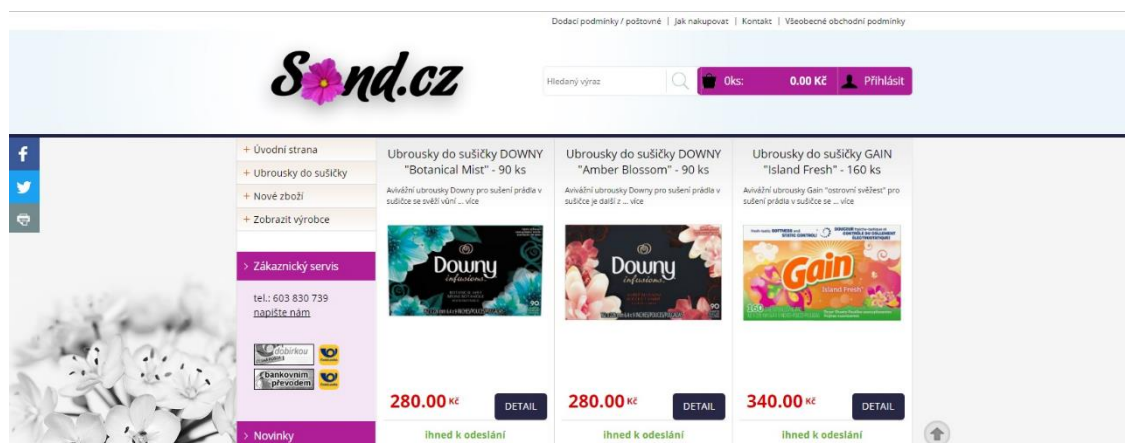 Dodací podmínky / poštovné | Jak nakupovat | Kontakt | Všeobecné obchodní podmínky
Sond.cz
Hledaný výraz
0ks: 0.00 Kč Přihlásit
+ Úvodní strana
+ Ubrousky do sušičky
+ Nové zboží
+ Zobrazit výrobce
> Zákaznický servis
tel.: 603 830 739
napište nám
dobírkou
bankovním
převodem
> Novinky
Ubrousky do sušičky DOWNY
"Botanical Mist" - 90 ks
Avivážní ubrousky Downy pro sušení prádla v
sušičce se svěží vůní ... více
Downy
infusions
90
280.00 Kč
DETAIL
ihned k odeslání
Ubrousky do sušičky DOWNY
"Amber Blossom" - 90 ks
Avivážní ubrousky Downy pro sušení prádla v
sušičce je další z ... více
Downy
infusions
90
280.00 Kč
DETAIL
ihned k odeslání
Ubrousky do sušičky GAIN
"Island Fresh" - 160 ks
Avivážní ubrousky Gain "ostrovní svěžest" pro
sušení prádla v sušičce se ... více
Gain
Island Fresh
160
340.00 Kč
DETAIL
ihned k odeslání